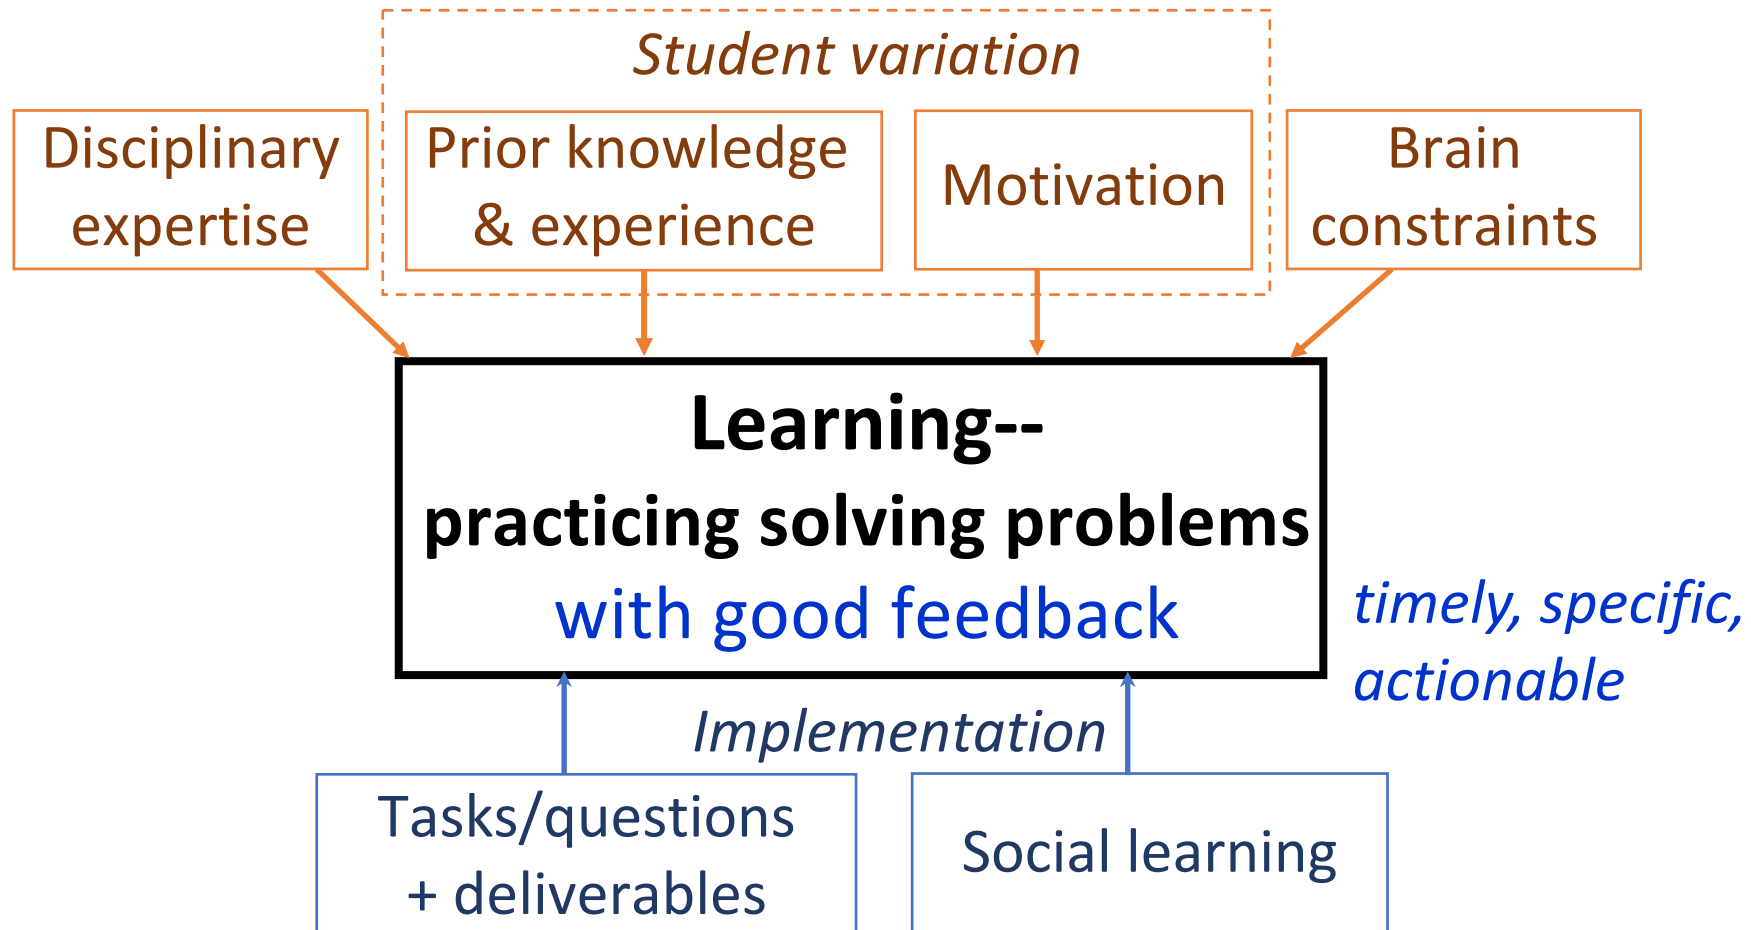 Student variation
Disciplinary
expertise
Prior knowledge
& experience
Motivation
Brain
constraints
Learning--
practicing solving problems
with good feedback
timely, specific,
actionable
Implementation
Tasks/questions
+ deliverables
Social learning